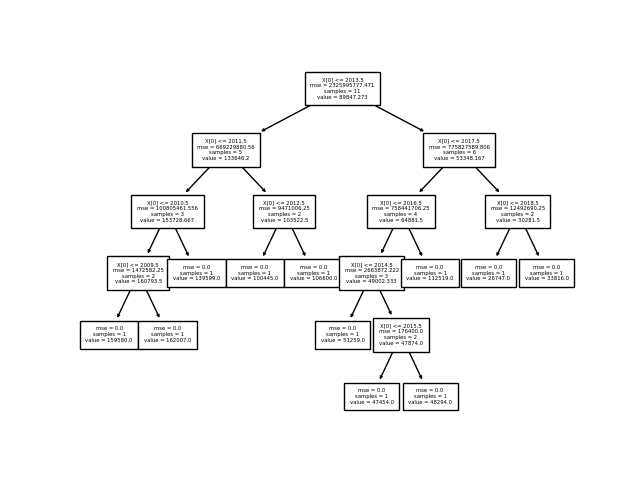 X[0] <= 2013.5
mse = 2325995777.471
samples = 11
value = 89847.273
X[0] <= 2011.5
mse = 669229880.56
samples = 5
value = 133646.2
X[0] <= 2017.5
mse = 775827589.806
samples = 6
value = 53348.167
X[0] <= 2010.5
mse = 100805461.556
samples = 3
value = 153728.667
X[0] <= 2012.5
mse = 9471006.25
samples = 2
value = 103522.5
X[0] <= 2016.5
mse = 758441706.25
samples = 4
value = 64881.5
X[0] <= 2018.5
mse = 12492690.25
samples = 2
value = 30281.5
X[0] <= 2009.5
mse = 1472582.25
samples = 2
value = 160793.5
mse = 0.0
samples = 1
value = 139599.0
mse = 0.0
samples = 1
value = 100445.0
mse = 0.0
samples = 1
value = 106600.0
X[0] <= 2014.5
mse = 2663872.222
samples = 3
value = 49002.333
mse = 0.0
samples = 1
value = 112519.0
mse = 0.0
samples = 1
value = 26747.0
mse = 0.0
samples = 1
value = 33816.0
mse = 0.0
samples = 1
value = 159580.0
mse = 0.0
samples = 1
value = 162007.0
mse = 0.0
samples = 1
value = 51259.0
X[0] <= 2015.5
mse = 176400.0
samples = 2
value = 47874.0
mse = 0.0
samples = 1
value = 47454.0
mse = 0.0
samples = 1
value = 48294.0